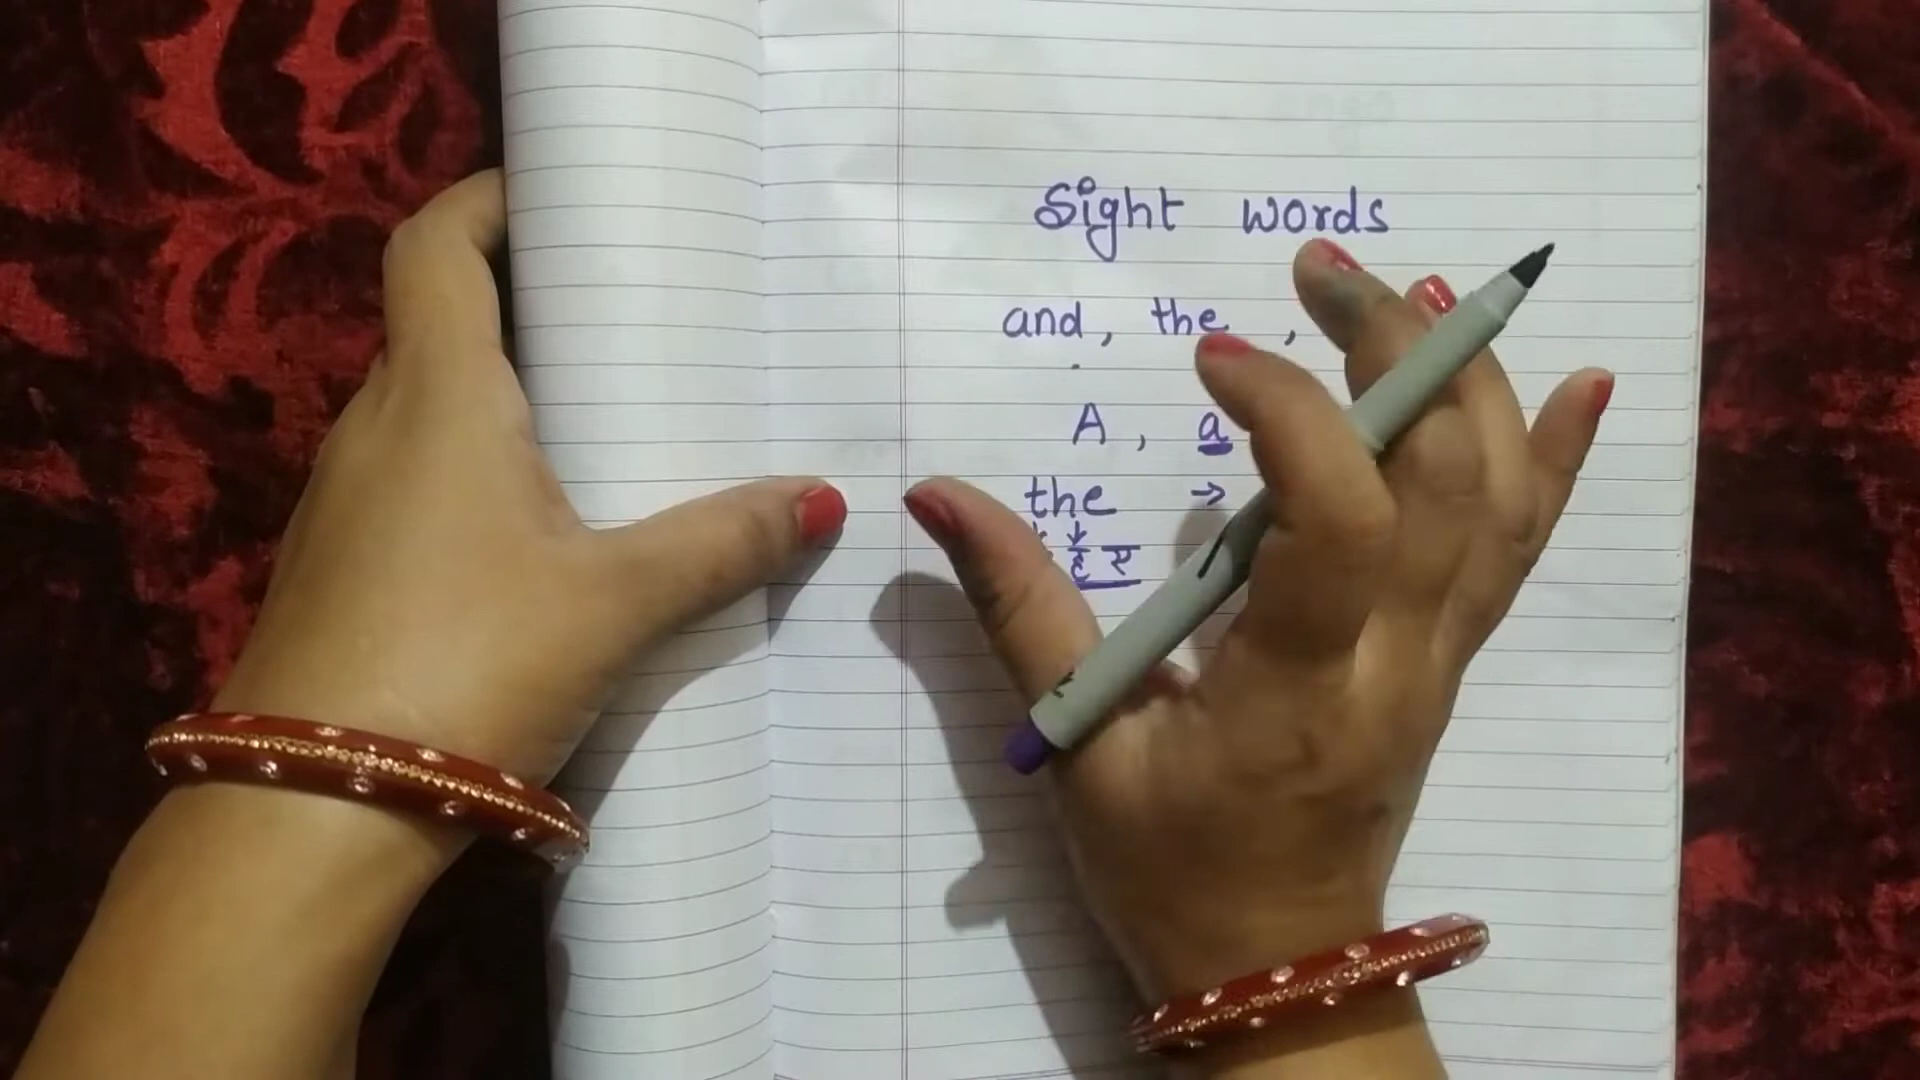 Sight words
and, the ,
A, a
the →